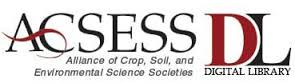 ACSESS DL
Alliance of Crop, Soil, and
Environmental Science Societies DIGITAL LIBRARY